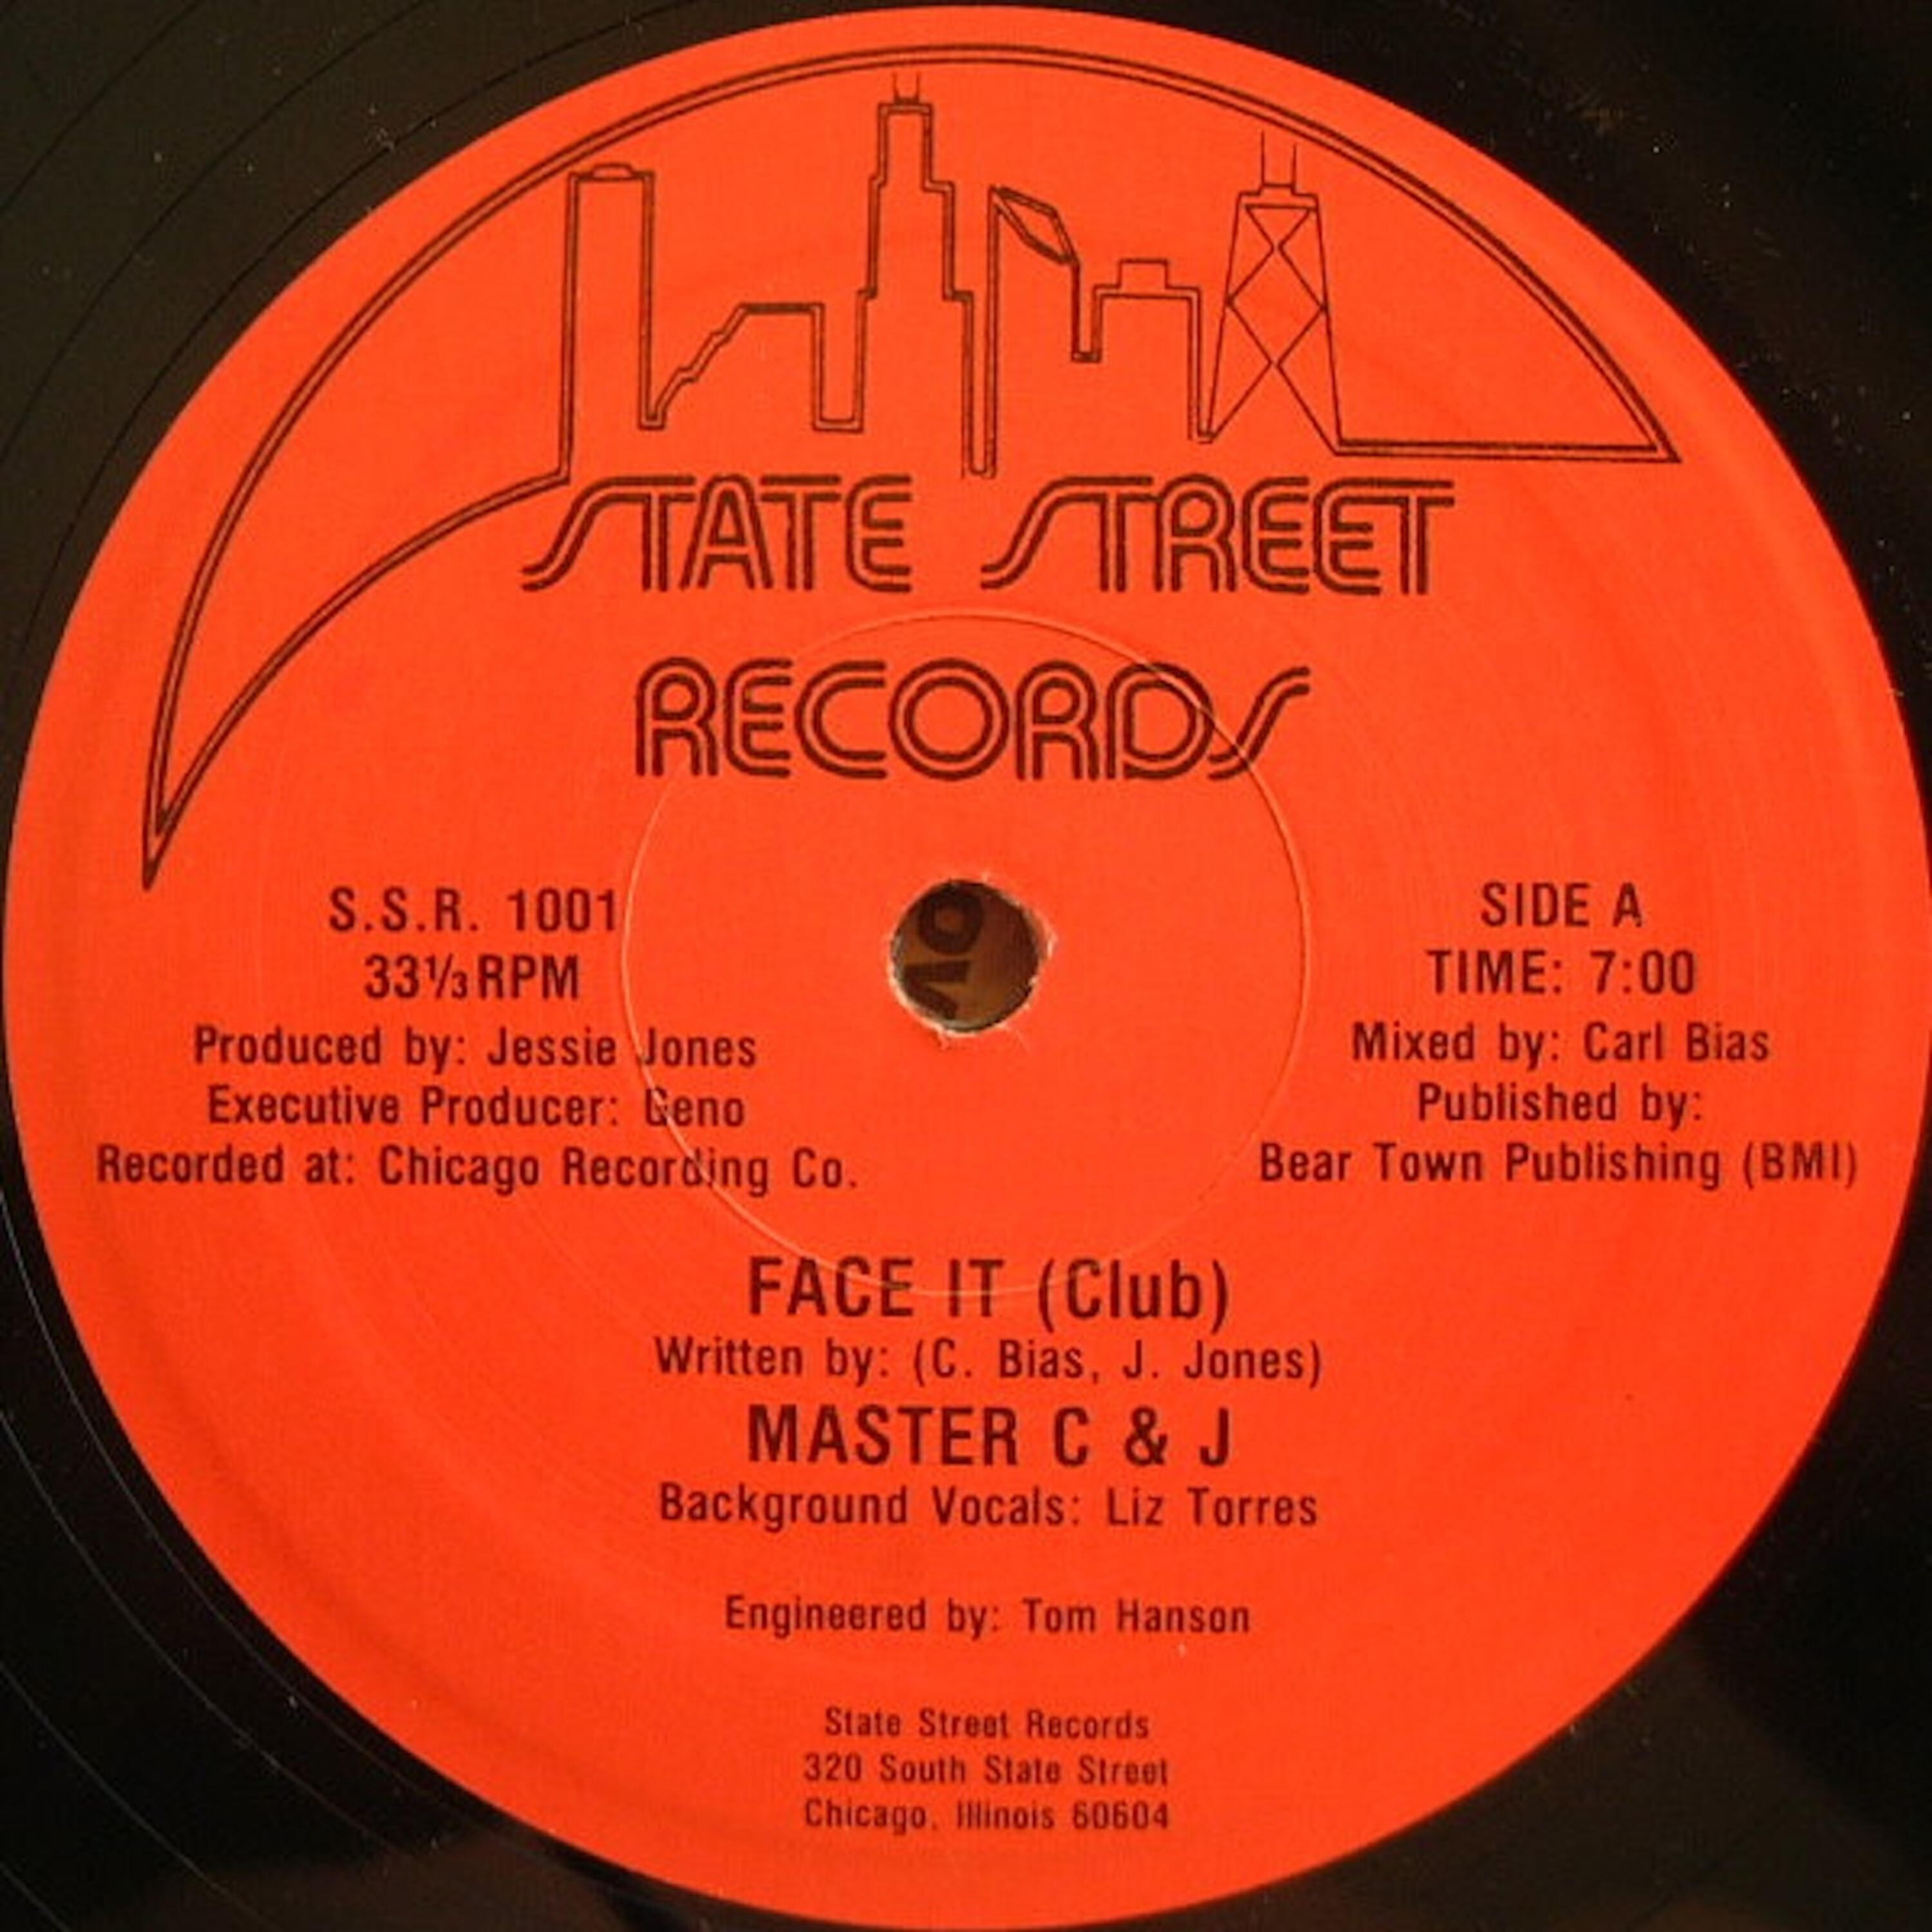 STATE STREET
RECORDS
S.S.R. 1001
33⅓ RPM
Produced by: Jessie Jones
Executive Producer: Geno
Recorded at: Chicago Recording Co.
SIDE A
TIME: 7:00
Mixed by: Carl Bias
Published by:
Bear Town Publishing (BMI)
FACE IT (Club)
Written by: (C. Bias, J. Jones)
MASTER C & J
Background Vocals: Liz Torres
Engineered by: Tom Hanson
State Street Records
320 South State Street
Chicago, Illinois 60604